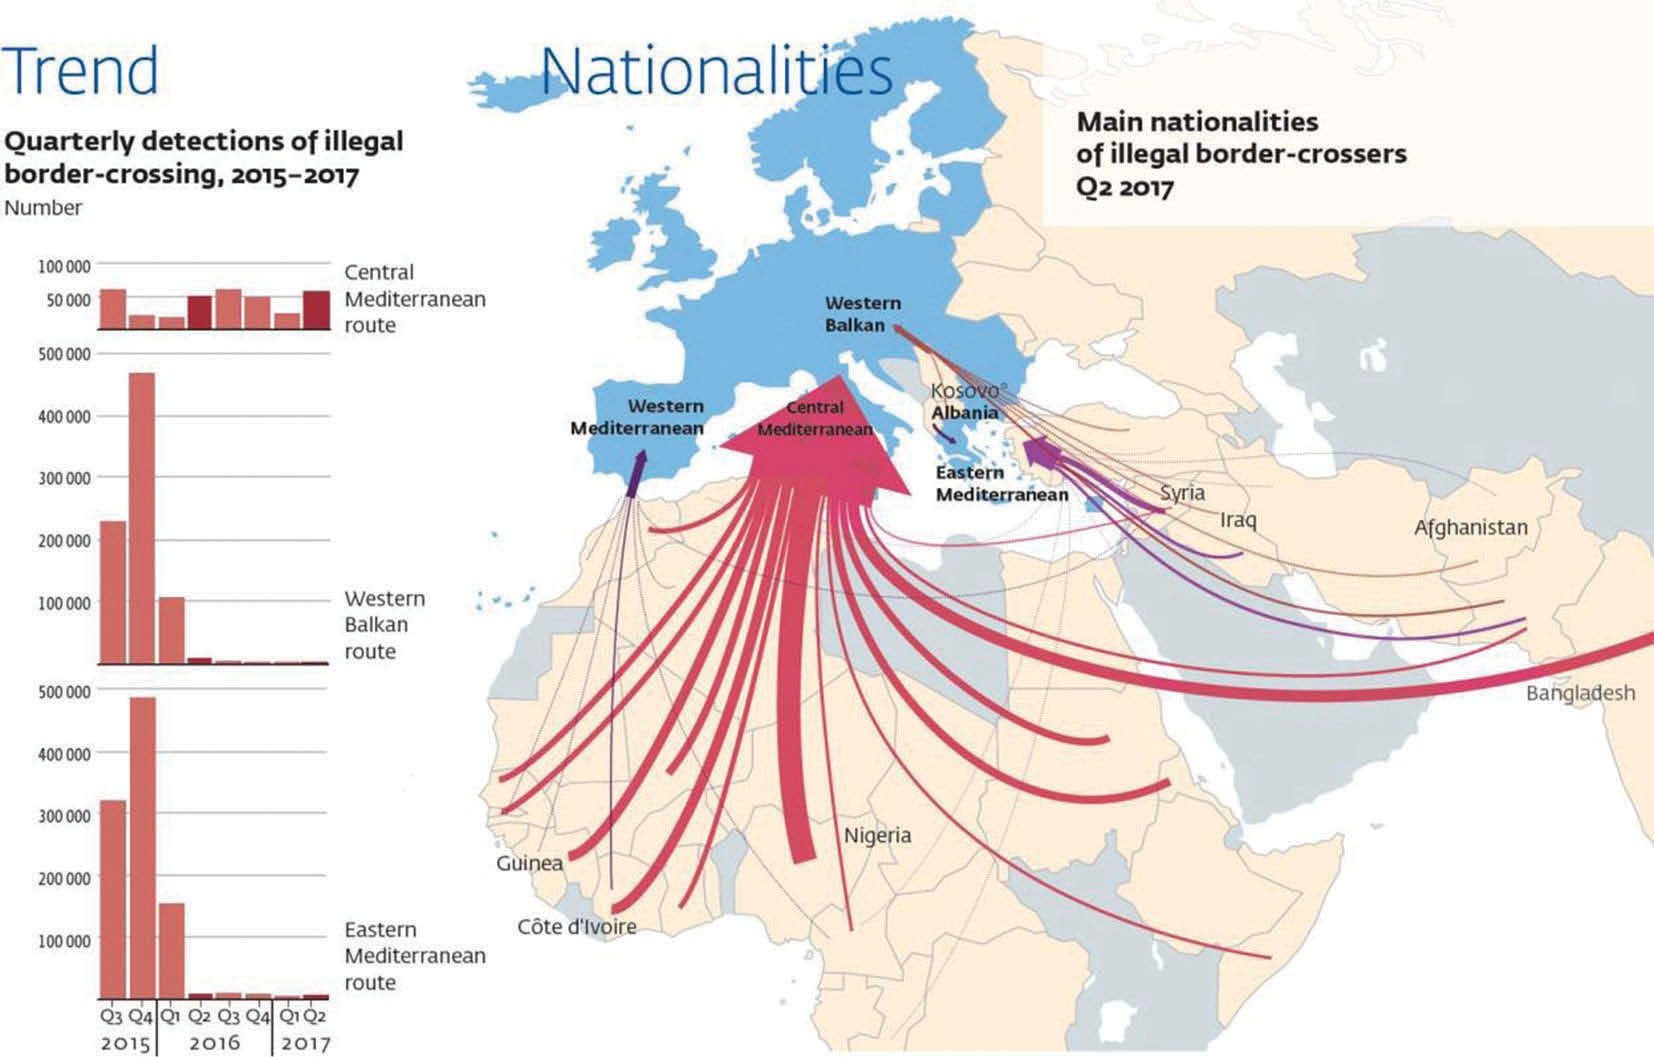 Trend
Quarterly detections of illegal
border-crossing, 2015–2017
Number
100 000
50 000
Central
Mediterranean
route
500 000
400 000
300 000
200 000
100 000
Western
Balkan
route
500 000
400 000
300 000
200 000
100 000
Eastern
Mediterranean
route
Q3 Q4 Q1 Q2 Q3 Q4 Q1 Q2
2015 2016 2017
Nationalities
Main nationalities
of illegal border-crossers
Q2 2017
Western
Balkan
Western
Mediterranean
Central
Mediterranean
Kosovo°
Albania
Eastern
Mediterranean
Syria
Iraq
Afghanistan
Bangladesh
Nigeria
Guinea
Côte d'Ivoire